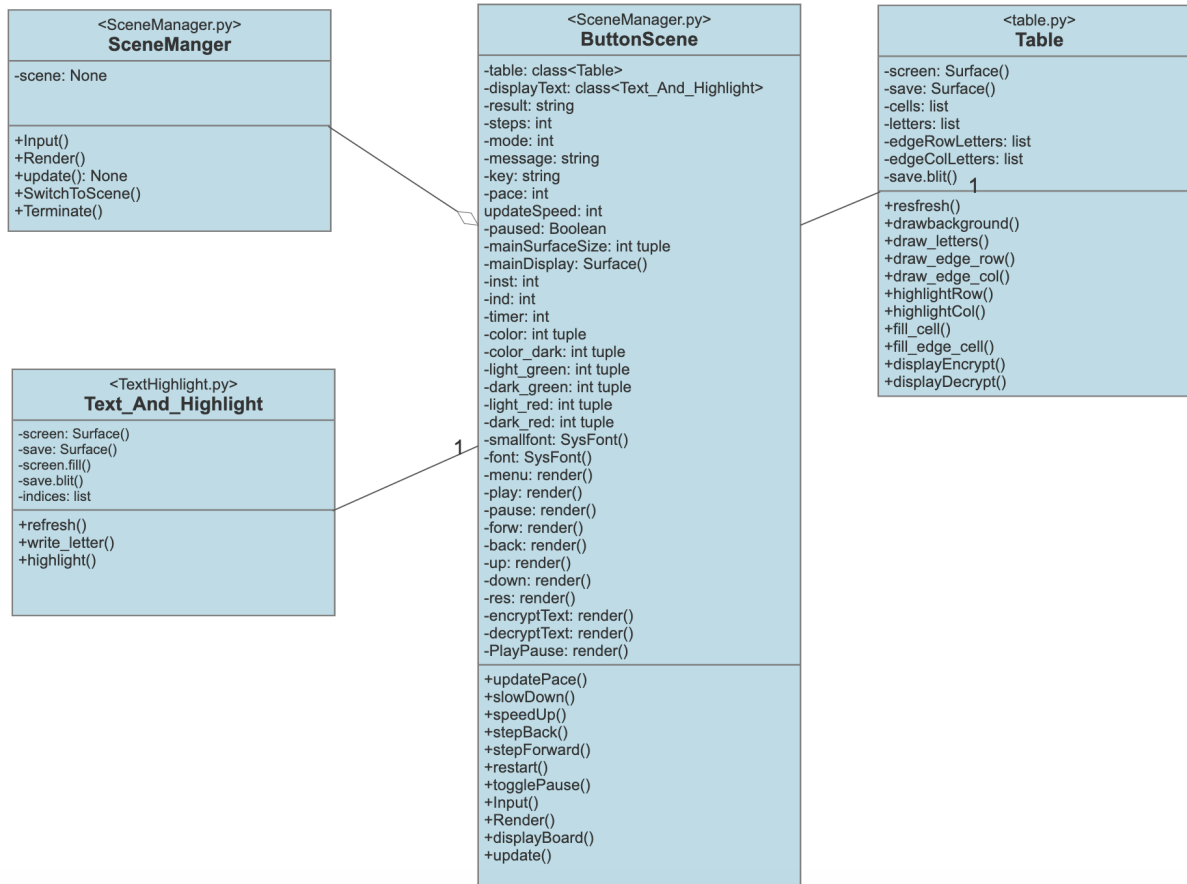 <SceneManager.py>
SceneManger
-scene: None
+Input()
+Render()
+update(): None
+SwitchToScene()
+Terminate()
<TextHighlight.py>
Text_And_Highlight
-screen: Surface()
-save: Surface()
-screen.fill()
-save.blit()
-indices: list
+refresh()
+write_letter()
+highlight()
1
<SceneManager.py>
ButtonScene
-table: class<Table>
-displayText: class<Text_And_Highlight>
-result: string
-steps: int
-mode: int
-message: string
-key: string
-pace: int
updateSpeed: int
-paused: Boolean
-mainSurfaceSize: int tuple
-mainDisplay: Surface()
-inst: int
-ind: int
-timer: int
-color: int tuple
-color_dark: int tuple
-light_green: int tuple
-dark_green: int tuple
-light_red: int tuple
-dark_red: int tuple
-smallfont: SysFont()
-font: SysFont()
-menu: render()
-play: render()
-pause: render()
-forw: render()
-back: render()
-up: render()
-down: render()
-res: render()
-encryptText: render()
-decryptText: render()
-PlayPause: render()
+updatePace()
+slowDown()
+speedUp()
+stepBack()
+stepForward()
+restart()
+togglePause()
+Input()
+Render()
+displayBoard()
+update()
<table.py>
Table
-screen: Surface()
-save: Surface()
-cells: list
-letters: list
-edgeRowLetters: list
-edgeColLetters: list
-save.blit()
1
+resfresh()
+drawbackground()
+draw_letters()
+draw_edge_row()
+draw_edge_col()
+highlightRow()
+highlightCol()
+fill_cell()
+fill_edge_cell()
+displayEncrypt()
+displayDecrypt()